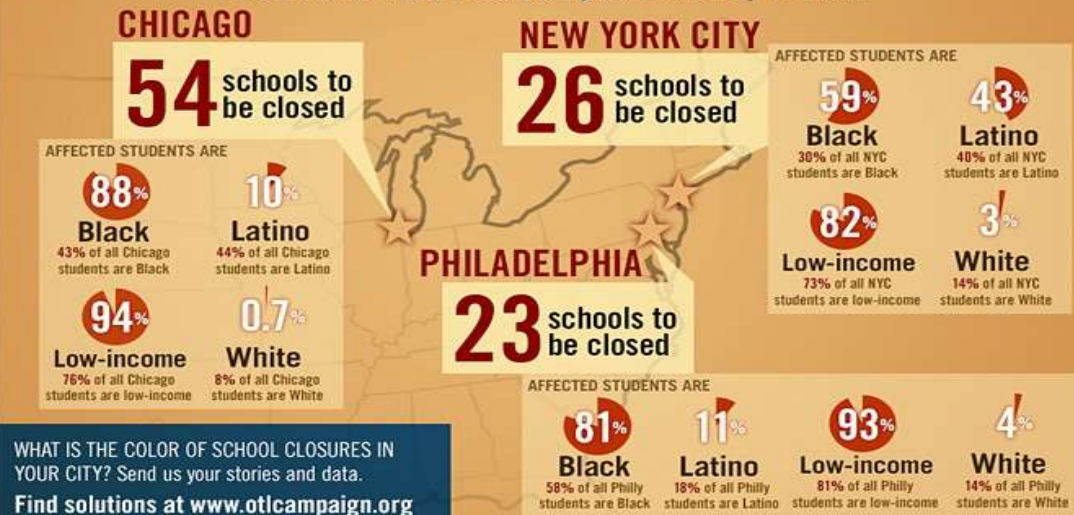 CHICAGO
54 schools to
be closed
AFFECTED STUDENTS ARE
88%
Black
43% of all Chicago
students are Black
10%
Latino
44% of all Chicago
students are Latino
94%
Low-income
76% of all Chicago
students are low-income
0.7%
White
8% of all Chicago
students are White
NEW YORK CITY
26 schools to
be closed
AFFECTED STUDENTS ARE
59%
Black
30% of all NYC
students are Black
43%
Latino
40% of all NYC
students are Latino
82%
Low-income
73% of all NYC
students are low-income
3%
White
14% of all NYC
students are White
PHILADELPHIA
23 schools to
be closed
AFFECTED STUDENTS ARE
81%
Black
58% of all Philly
students are Black
11%
Latino
18% of all Philly
students are Latino
93%
Low-income
81% of all Philly
students are low-income
4%
White
14% of all Philly
students are White
WHAT IS THE COLOR OF SCHOOL CLOSURES IN
YOUR CITY? Send us your stories and data.
Find solutions at www.otlcampaign.org